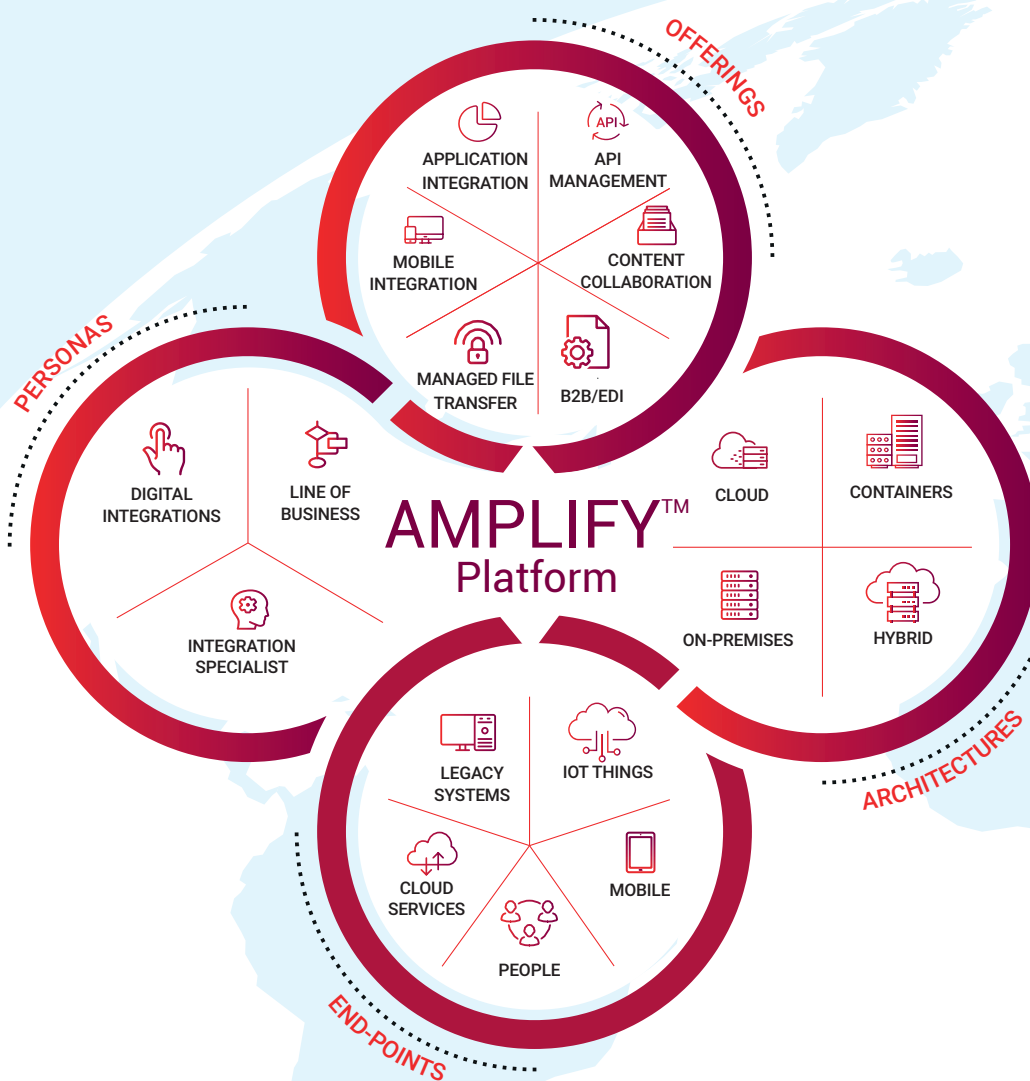 OFFERINGS
API
APPLICATION
INTEGRATION
API
MANAGEMENT
MOBILE
INTEGRATION
CONTENT
COLLABORATION
MANAGED FILE
TRANSFER
B2B/EDI
PERSONAS
DIGITAL
INTEGRATIONS
LINE OF
BUSINESS
INTEGRATION
SPECIALIST
AMPLIFY™
Platform
CLOUD
CONTAINERS
ON-PREMISES
HYBRID
ARCHITECTURES
LEGACY
SYSTEMS
IOT THINGS
CLOUD
SERVICES
MOBILE
PEOPLE
END-POINTS